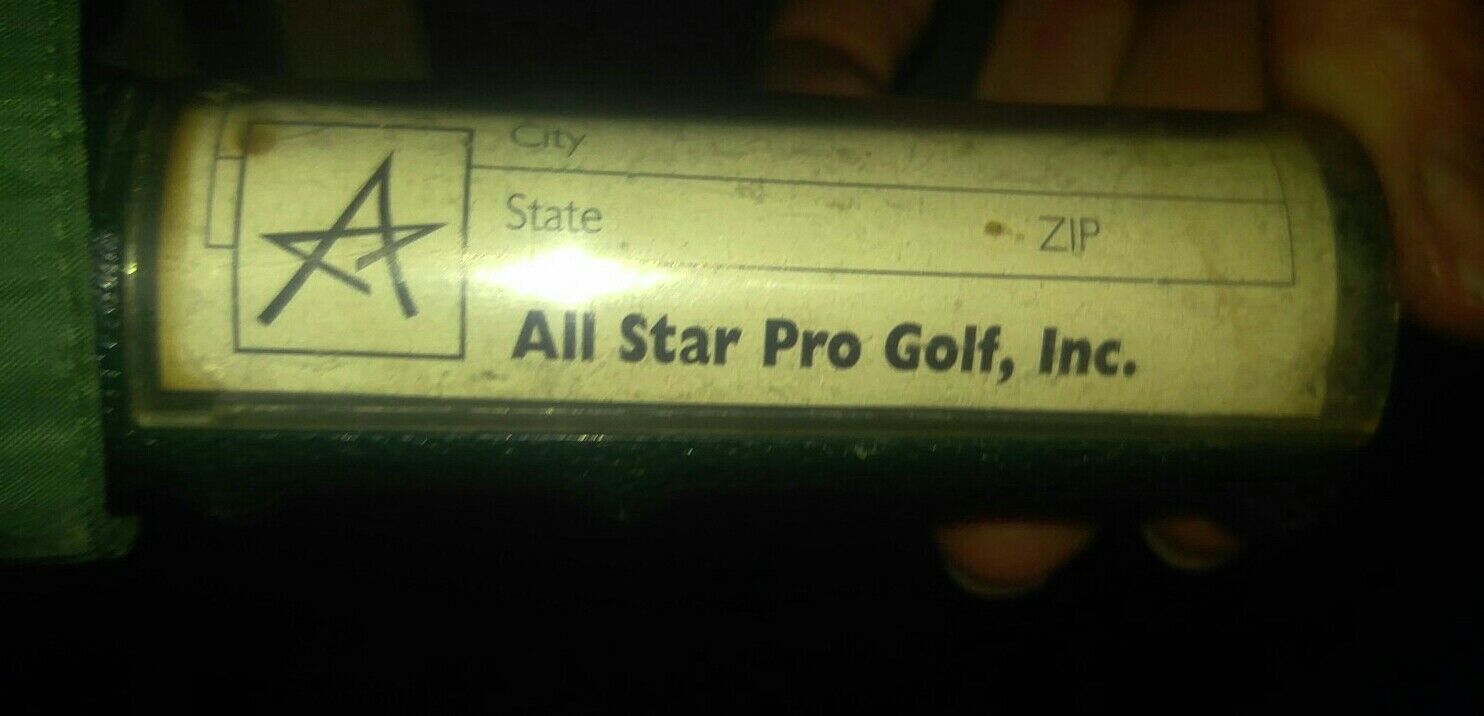 City
State ZIP
All Star Pro Golf, Inc.